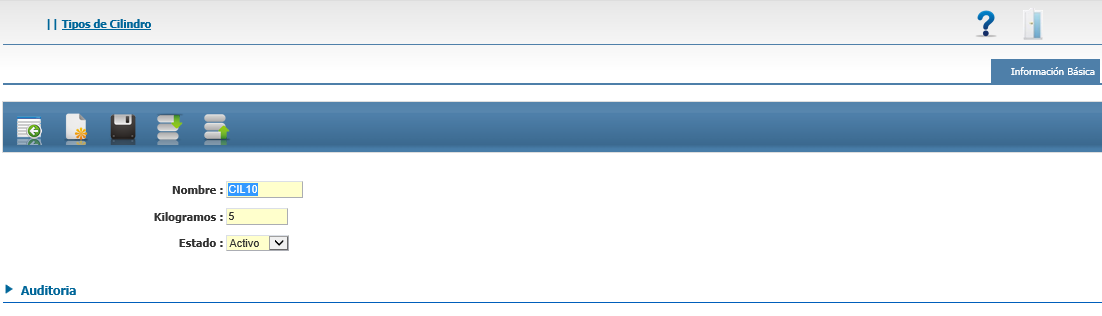 || Tipos de Cilindro
Información Básica
Nombre : CIL10
Kilogramos : 5
Estado : Activo
Auditoria